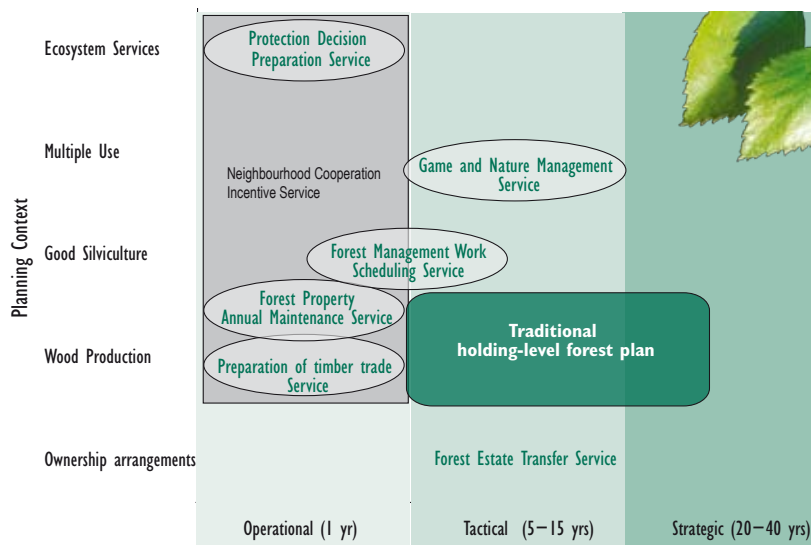 Ecosystem Services
Protection Decision
Preparation Service
Multiple Use
Neighbourhood Cooperation
Incentive Service
Game and Nature Management
Service
Planning Context
Good Silviculture
Forest Management Work
Scheduling Service
Forest Property
Annual Maintenance Service
Traditional
holding-level forest plan
Wood Production
Preparation of timber trade
Service
Ownership arrangements
Forest Estate Transfer Service
Operational (1 yr)
Tactical (5–15 yrs)
Strategic (20–40 yrs)